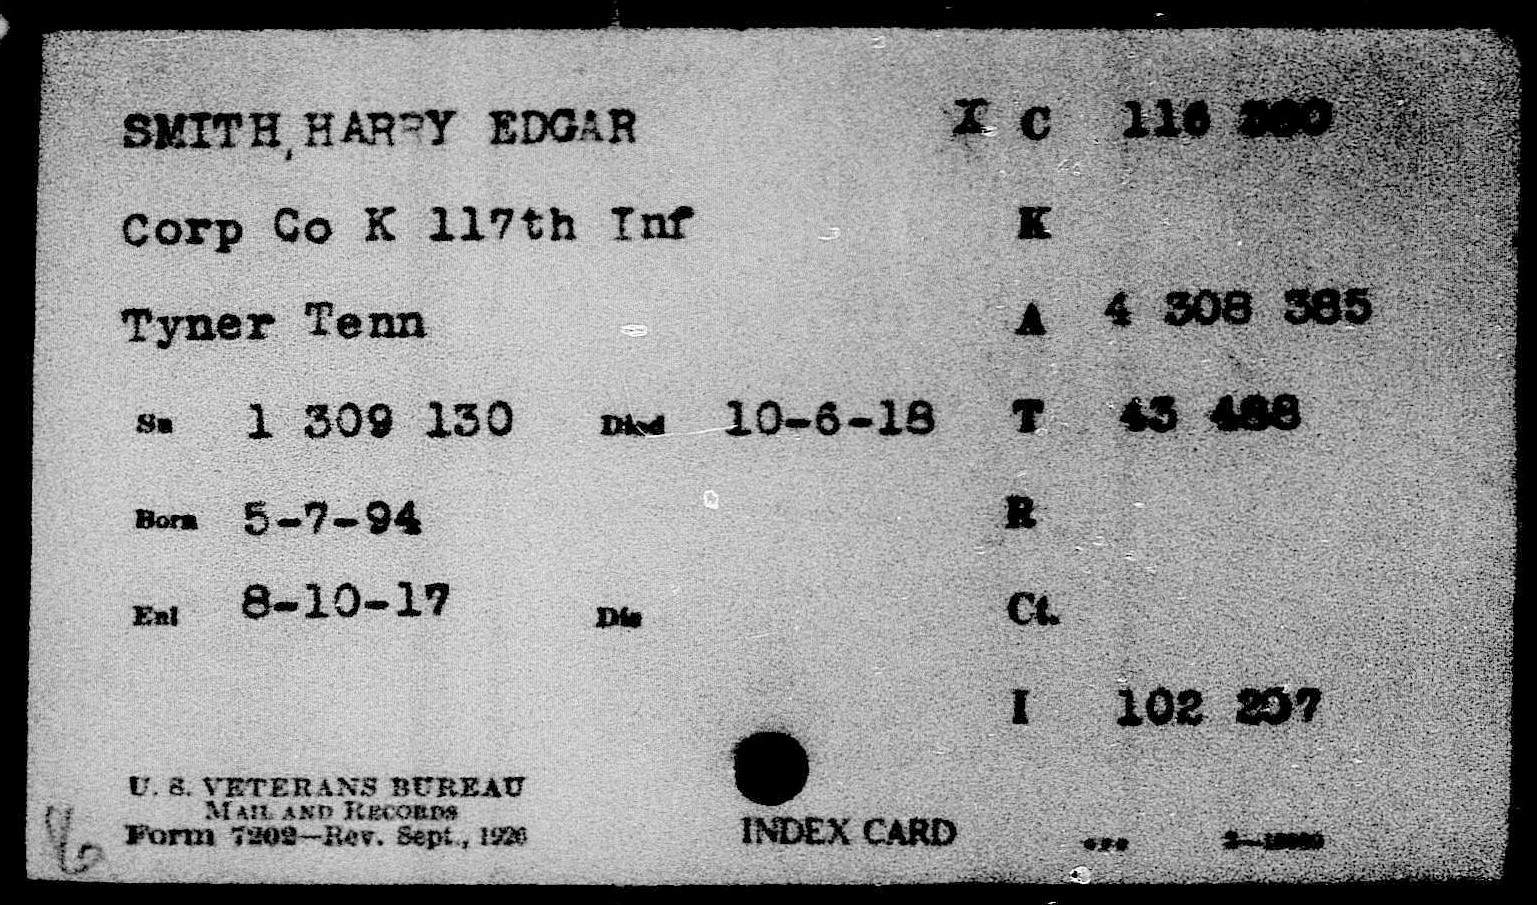 SMITH, HARRY EDGAR X C 116
Corp Co K 117th Inf K
Tyner Tenn A 4 308 385
Sn 1 309 130 Died 10-6-18 T 43 488
Born 5-7-94 R
Enl 8-10-17 Dis Ct.
I 102 207
U. S. VETERANS BUREAU
MAIL AND RECORDS
Form 7202—Rev. Sept., 1926
INDEX CARD